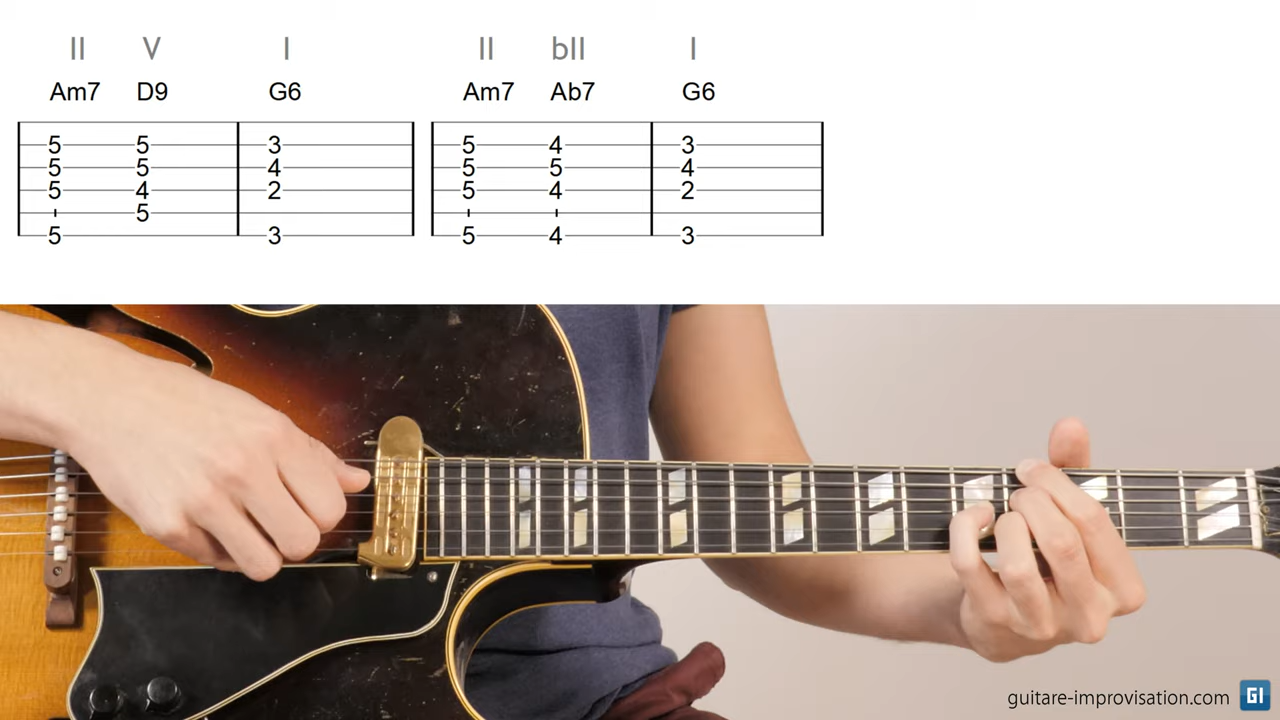 II V I II bII I
Am7 D9 G6 Am7 Ab7 G6
5 5 3 5 4 3
5 5 4 5 5 4
5 4 2 5 4 2
5
5 3 5 4 3
guitare-improvisation.com GI